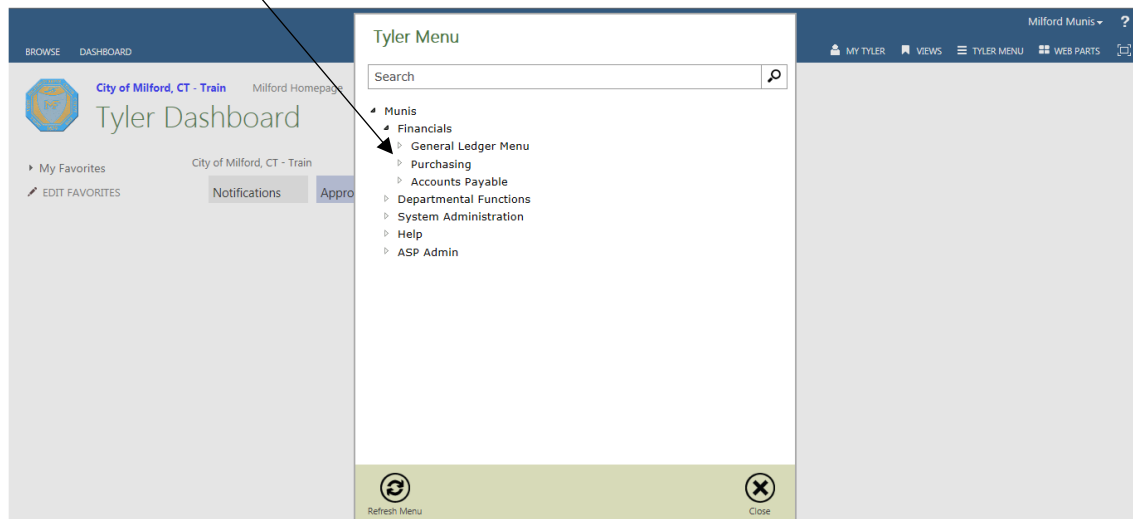 Milford Munis ?
BROWSE DASHBOARD
MY TYLER VIEWS TYLER MENU WEB PARTS
City of Milford, CT - Train Milford Homepage
Tyler Dashboard
My Favorites
EDIT FAVORITES
City of Milford, CT - Train
Notifications Appro
Tyler Menu
Search
Munis
Financials
General Ledger Menu
Purchasing
Accounts Payable
Departmental Functions
System Administration
Help
ASP Admin
Refresh Menu Close